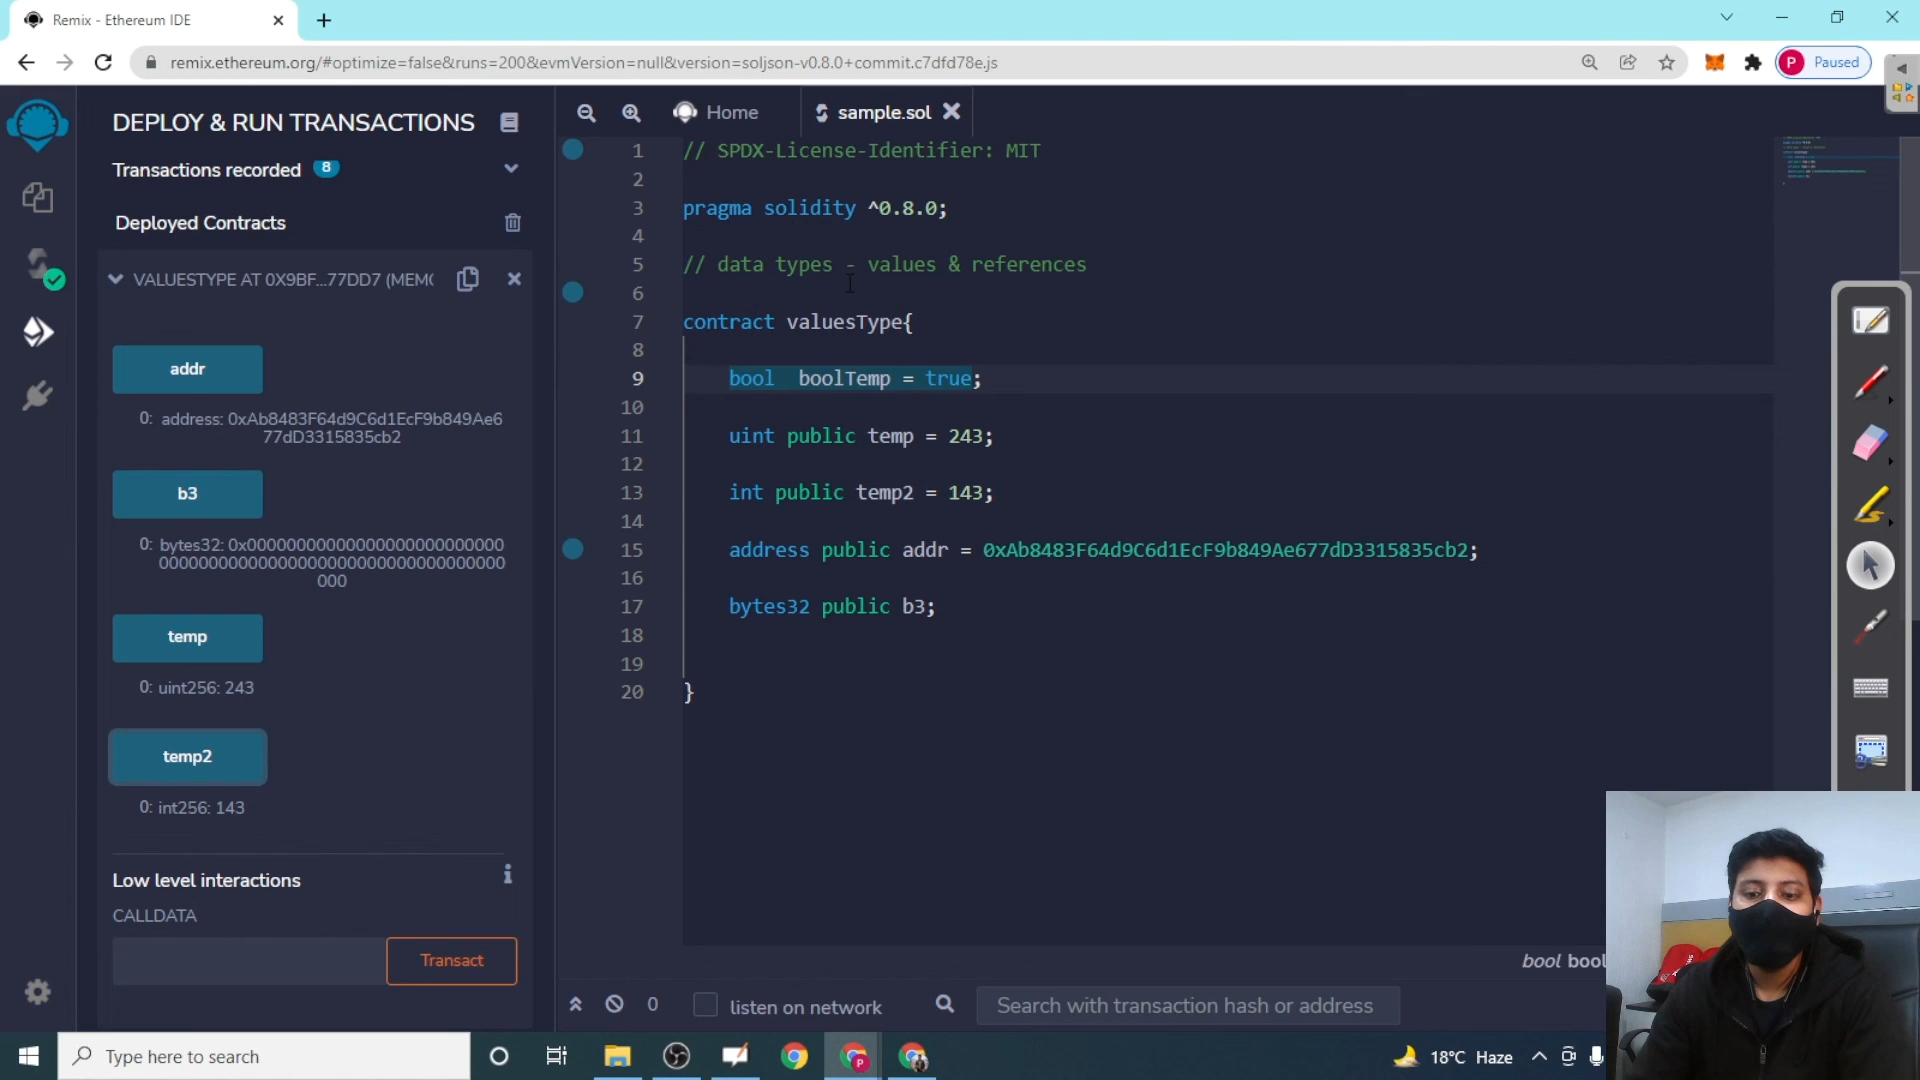 Remix - Ethereum IDE
remix.ethereum.org/#optimize=false&runs=200&evmVersion=null&version=soljson-v0.8.0+commit.c7dfd78e.js
P Paused
DEPLOY & RUN TRANSACTIONS
Transactions recorded 8
Deployed Contracts
VALUESTYPE AT 0X9BF...77DD7 (MEMO
addr
0: address: 0xAb8483F64d9C6d1EcF9b849Ae6
77dD3315835cb2
b3
0: bytes32: 0x00000000000000000000000000
00000000000000000000000000000000000
000
temp
0: uint256: 243
temp2
0: int256: 143
Low level interactions
i
CALLDATA
Transact
Home
sample.sol
1 // SPDX-License-Identifier: MIT
2
3 pragma solidity ^0.8.0;
4
5 // data types - values & references
6
7 contract valuesType{
8
9 bool  boolTemp = true;
10
11 uint public temp = 243;
12
13 int public temp2 = 143;
14
15 address public addr = 0xAb8483F64d9C6d1EcF9b849Ae677dD3315835cb2;
16
17 bytes32 public b3;
18
19
20 }
bool bool
0
listen on network
Search with transaction hash or address
Type here to search
P
18°C Haze